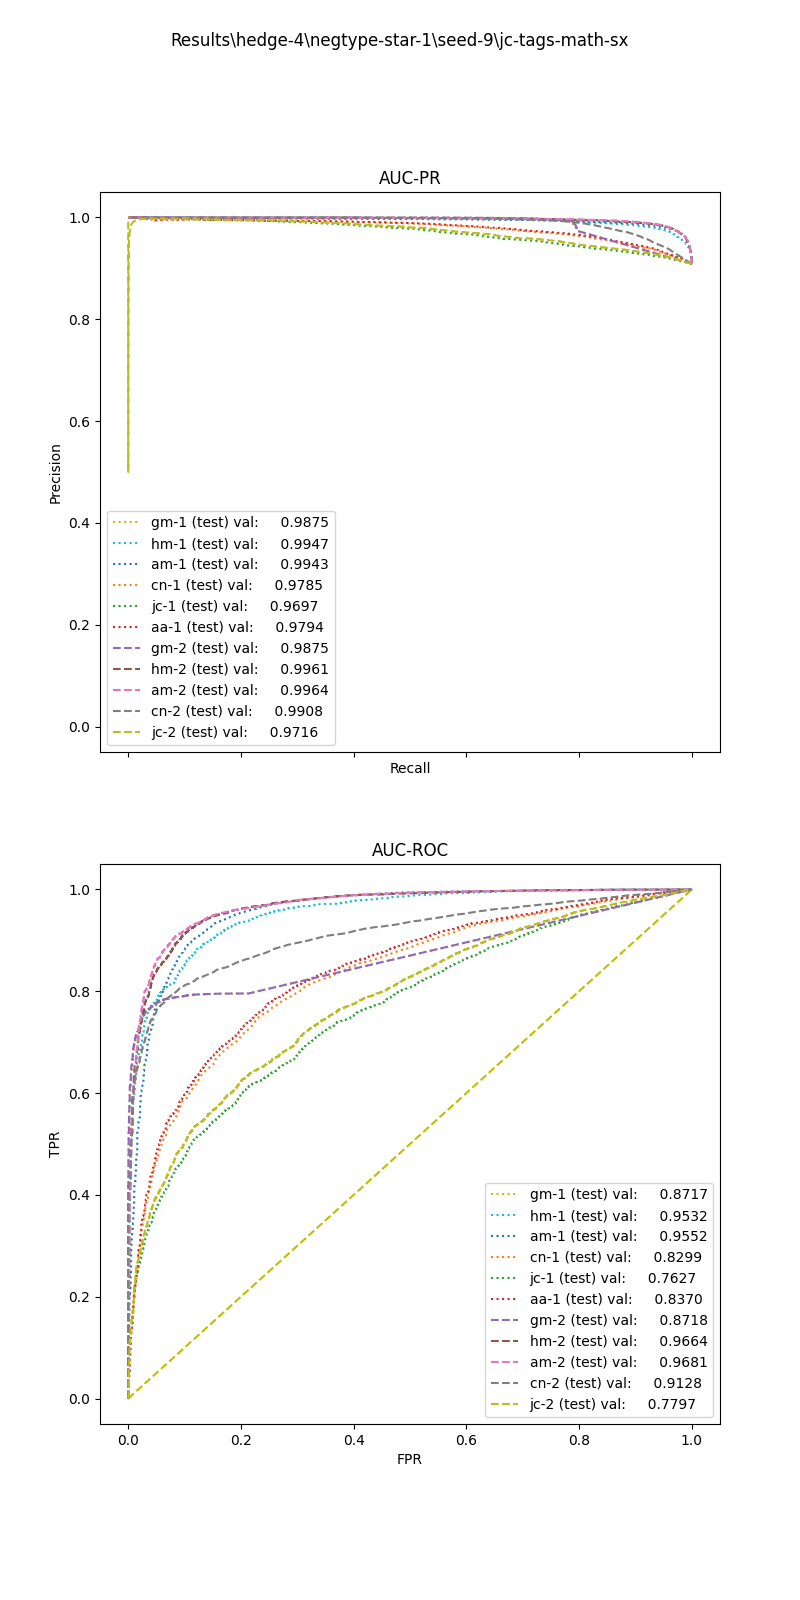 Results\hedge-4\negtype-star-1\seed-9\jc-tags-math-sx
AUC-PR
1.0
0.8
0.6
0.4
0.2
0.0
Precision
gm-1 (test) val: 0.9875
hm-1 (test) val: 0.9947
am-1 (test) val: 0.9943
cn-1 (test) val: 0.9785
jc-1 (test) val: 0.9697
aa-1 (test) val: 0.9794
gm-2 (test) val: 0.9875
hm-2 (test) val: 0.9961
am-2 (test) val: 0.9964
cn-2 (test) val: 0.9908
jc-2 (test) val: 0.9716
Recall
AUC-ROC
1.0
0.8
0.6
0.4
0.2
0.0
TPR
gm-1 (test) val: 0.8717
hm-1 (test) val: 0.9532
am-1 (test) val: 0.9552
cn-1 (test) val: 0.8299
jc-1 (test) val: 0.7627
aa-1 (test) val: 0.8370
gm-2 (test) val: 0.8718
hm-2 (test) val: 0.9664
am-2 (test) val: 0.9681
cn-2 (test) val: 0.9128
jc-2 (test) val: 0.7797
0.0 0.2 0.4 0.6 0.8 1.0
FPR